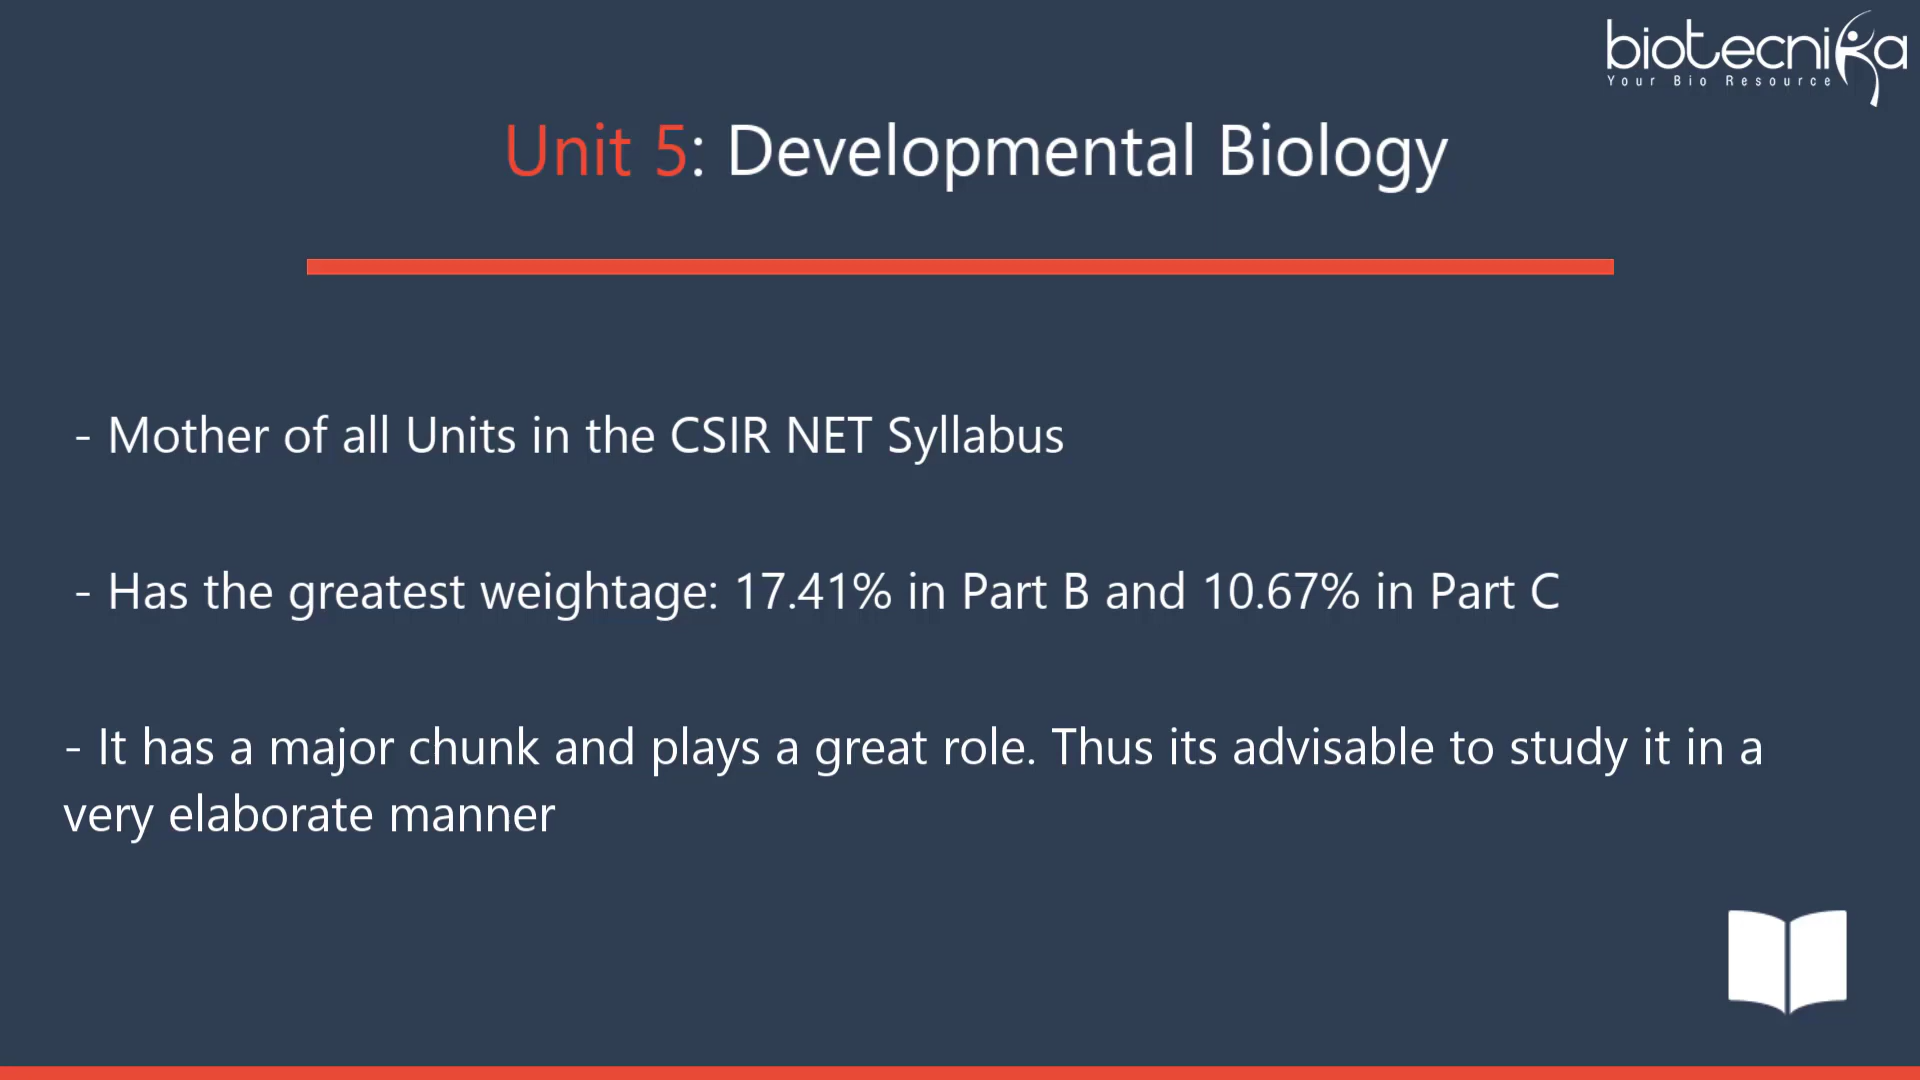 biotecnika
Your Bio Resource
Unit 5: Developmental Biology
- Mother of all Units in the CSIR NET Syllabus
- Has the greatest weightage: 17.41% in Part B and 10.67% in Part C
- It has a major chunk and plays a great role. Thus its advisable to study it in a
very elaborate manner